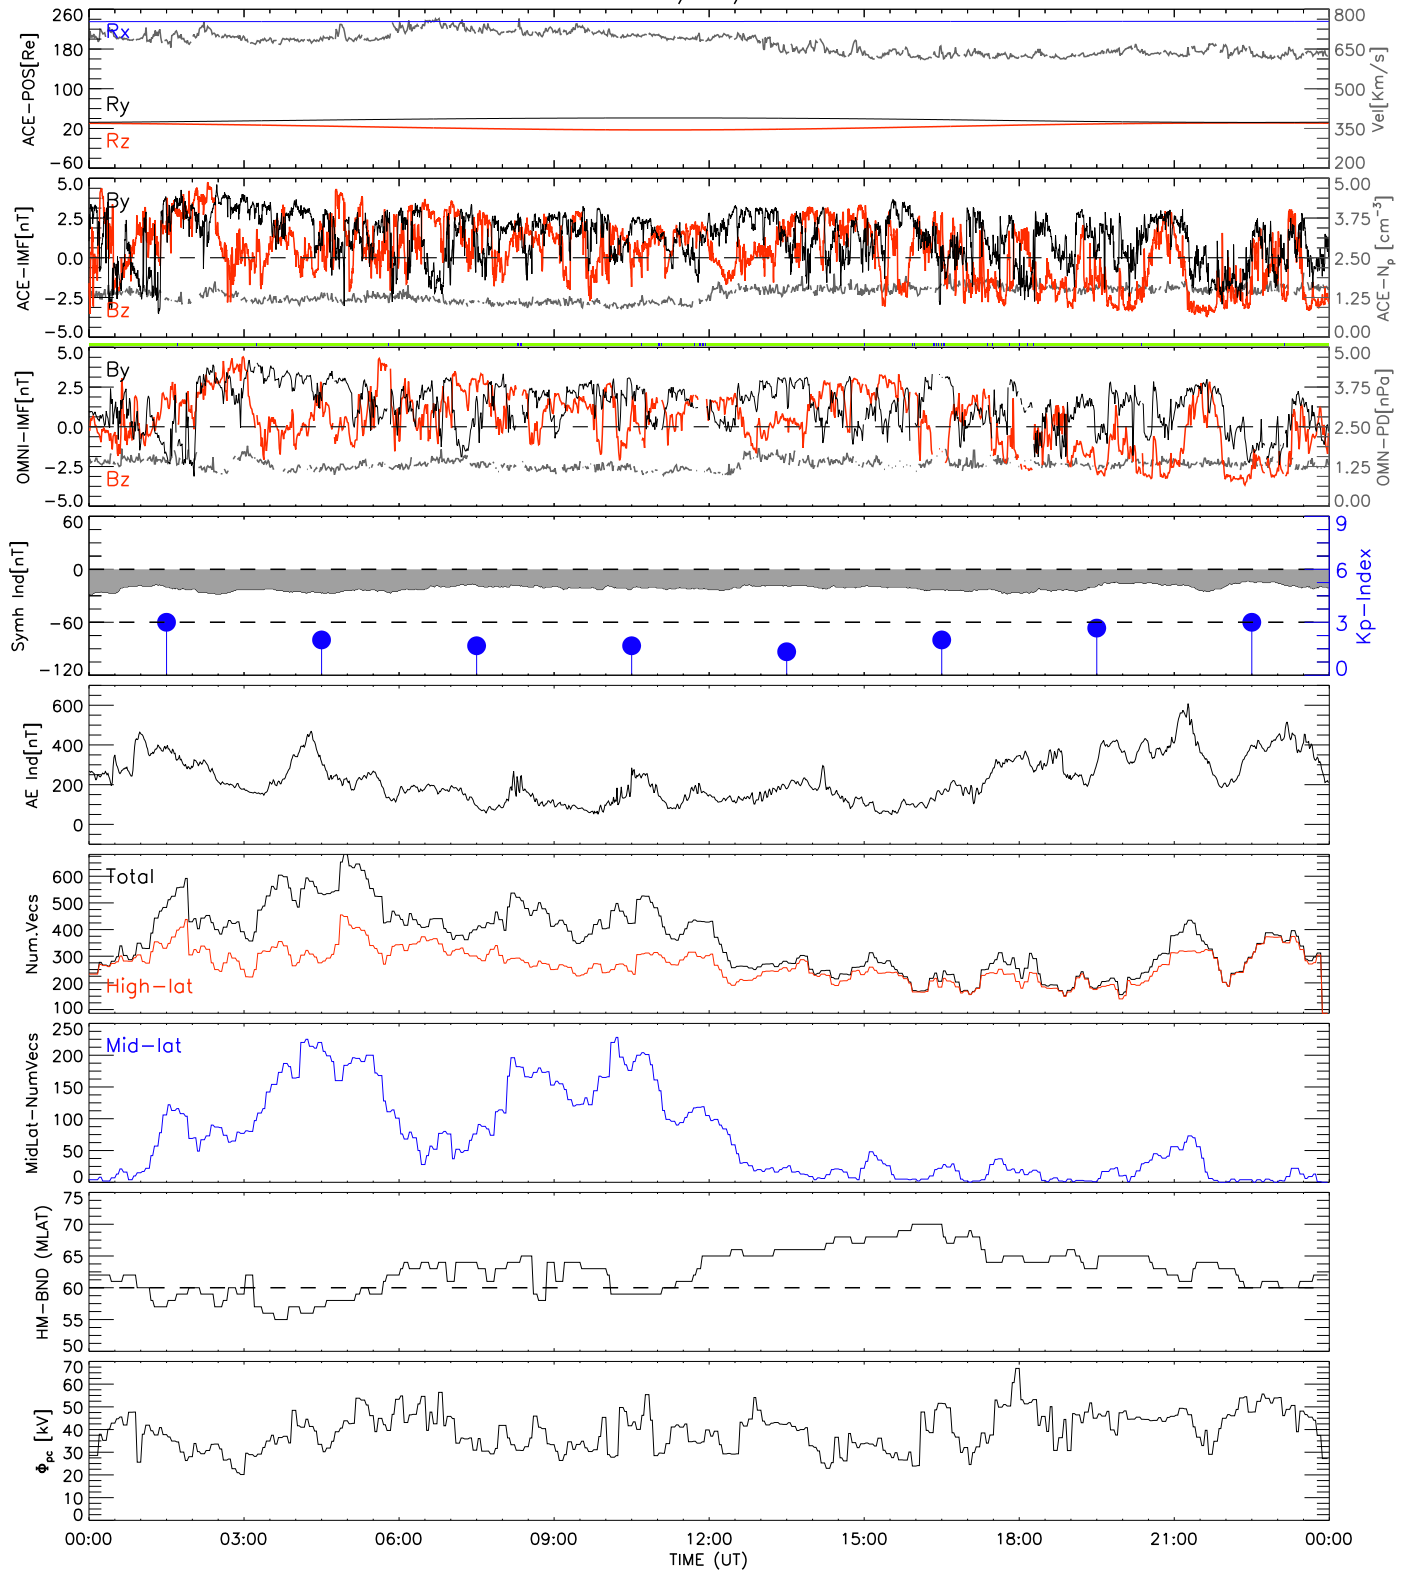 260
180
100
20
−60
ACE−POS[Re]
Rx
Ry
Rz
800
650
500
350
200
Vel[Km/s]
5.0
2.5
0.0
−2.5
−5.0
ACE−IMF[nT]
By
Bz
5.00
3.75
2.50
1.25
0.00
ACE−Np [cm−3]
5.0
2.5
0.0
−2.5
−5.0
OMNI−IMF[nT]
By
Bz
5.00
3.75
2.50
1.25
0.00
OMN−PD[nPa]
60
0
−60
−120
Symh Ind[nT]
9
6
3
0
Kp−Index
600
400
200
0
AE Ind[nT]
600
500
400
300
200
100
Num.Vecs
Total
High−lat
250
200
150
100
50
0
MidLat−NumVecs
Mid−lat
75
70
65
60
55
50
HM−BND (MLAT)
70
60
50
40
30
20
10
0
Φpc [kV]
00:00 03:00 06:00 09:00 12:00 15:00 18:00 21:00 00:00
TIME (UT)